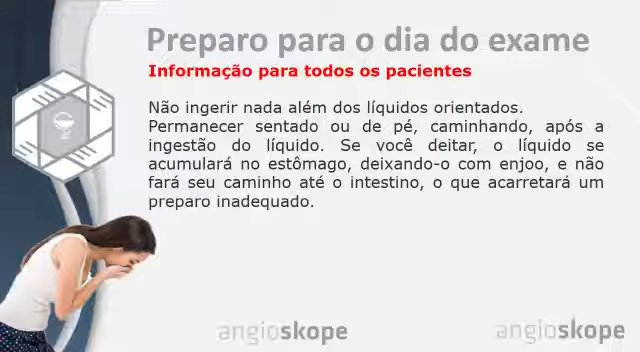 Preparo para o dia do exame
Informação para todos os pacientes
Não ingerir nada além dos líquidos orientados.
Permanecer sentado ou de pé, caminhando, após a
ingestão do líquido. Se você deitar, o líquido se
acumulará no estômago, deixando-o com enjoo, e não
fará seu caminho até o intestino, o que acarretará um
preparo inadequado.
angioskope
angioskope